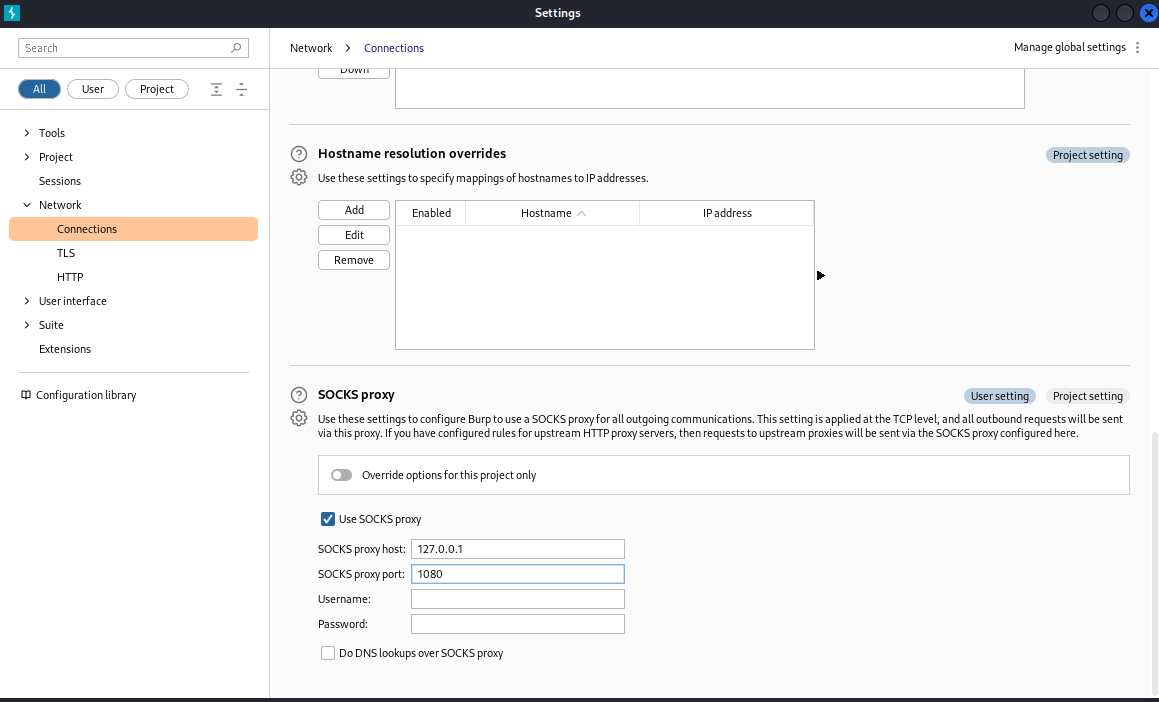 Settings
Search
All
User
Project
Tools
Project
Sessions
Network
Connections
TLS
HTTP
User interface
Suite
Extensions
Configuration library
Network > Connections
Manage global settings
Down
Hostname resolution overrides
Project setting
Use these settings to specify mappings of hostnames to IP addresses.
Add
Edit
Remove
Enabled
Hostname
IP address
SOCKS proxy
User setting
Project setting
Use these settings to configure Burp to use a SOCKS proxy for all outgoing communications. This setting is applied at the TCP level, and all outbound requests will be sent
via this proxy. If you have configured rules for upstream HTTP proxy servers, then requests to upstream proxies will be sent via the SOCKS proxy configured here.
Override options for this project only
Use SOCKS proxy
SOCKS proxy host: 127.0.0.1
SOCKS proxy port: 1080
Username:
Password:
Do DNS lookups over SOCKS proxy